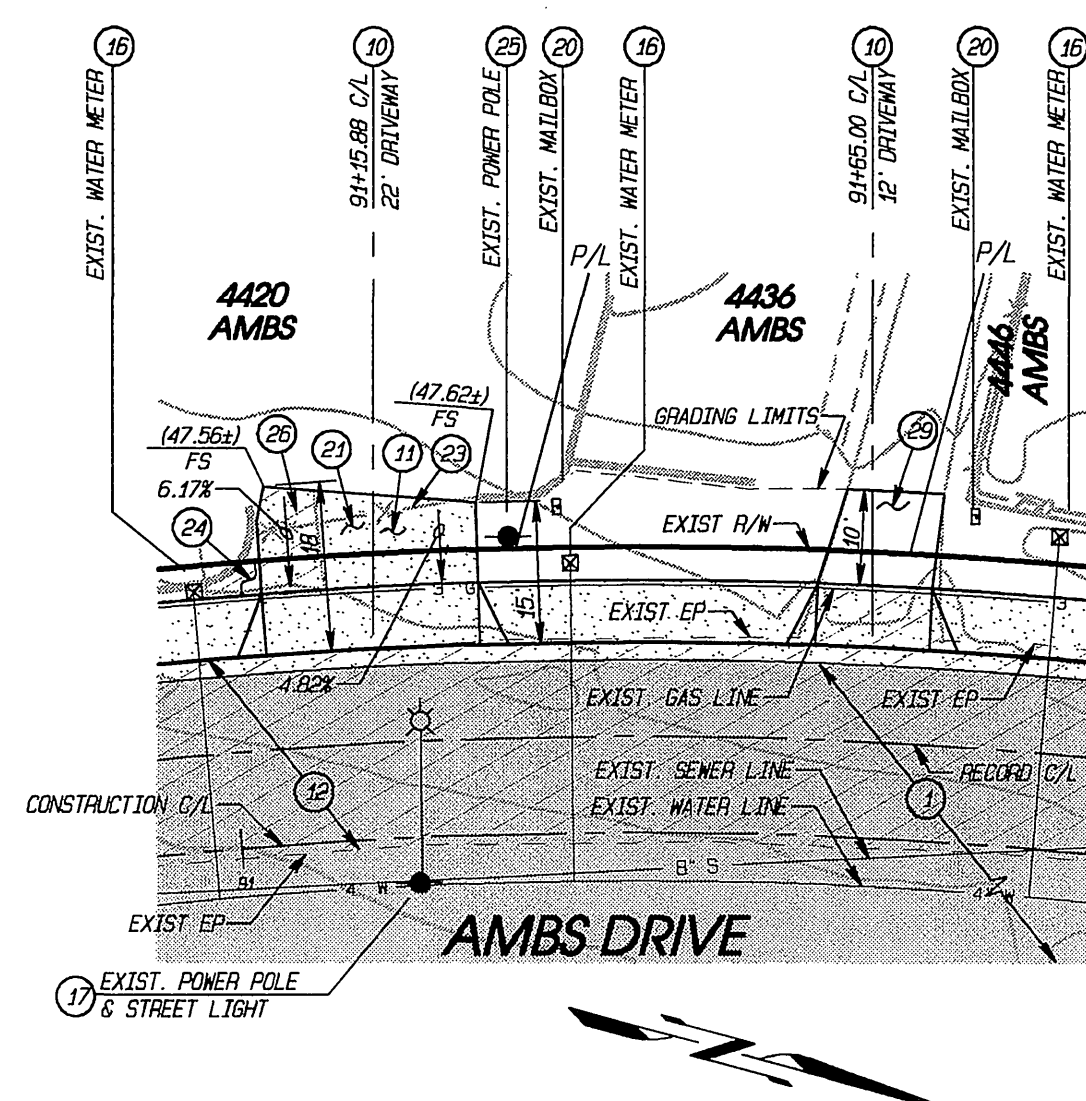 16
10
25
20
16
10
20
16
EXIST. WATER METER
91+15.88 C/L
22' DRIVEWAY
EXIST. POWER POLE
EXIST. MAILBOX
EXIST. WATER METER
91+65.00 C/L
12' DRIVEWAY
EXIST. MAILBOX
EXIST. WATER METER
P/L
P/L
4420
AMBS
4436
AMBS
4446
AMBS
(47.62±)
FS
GRADING LIMITS
(47.56±)
FS
26
21
11
23
29
6.17%
24
18'
EXIST R/W
10'
G
15'
EXIST EP
4.82%
EXIST. GAS LINE
EXIST EP
EXIST. SEWER LINE
RECORD C/L
12
1
CONSTRUCTION C/L
EXIST. WATER LINE
8" S
91
4" W
4" W
EXIST EP
AMBS DRIVE
17
EXIST. POWER POLE
& STREET LIGHT